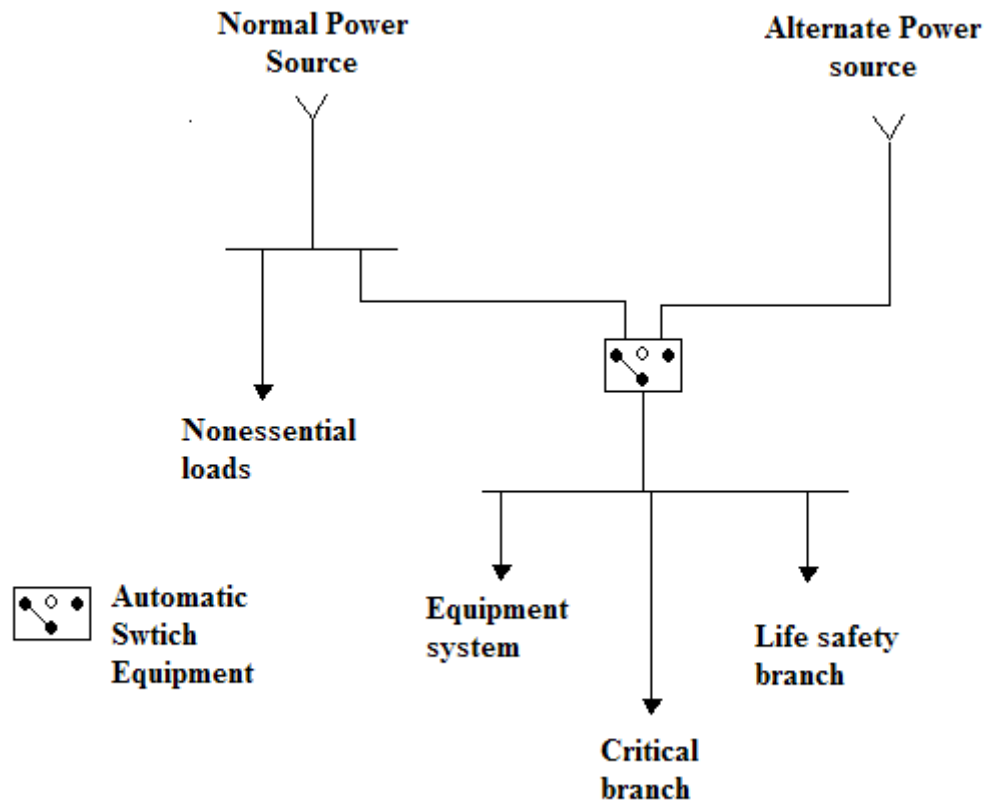 Normal Power
Source
Alternate Power
source
Nonessential
loads
Automatic
Swtich
Equipment
Equipment
system
Life safety
branch
Critical
branch